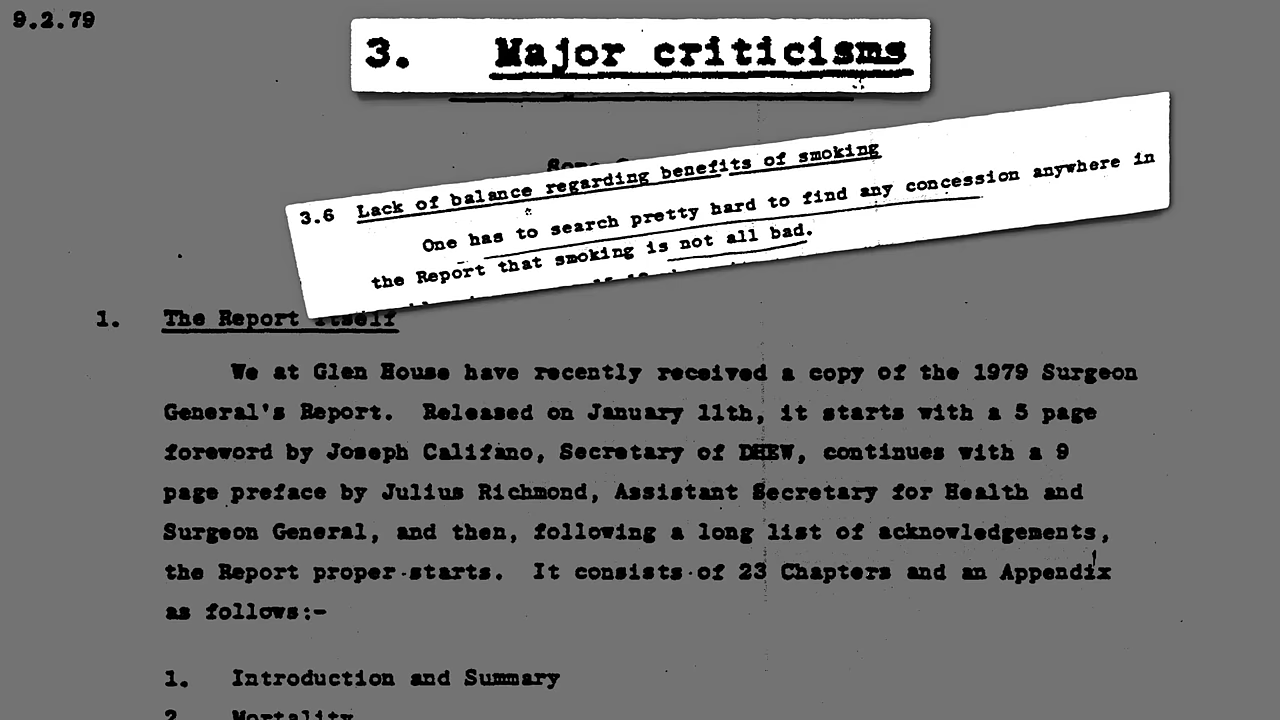 9.2.79
3. Major criticisms
3.6 Lack of balance regarding benefits of smoking
One has to search pretty hard to find any concession anywhere in
the Report that smoking is not all bad.
1. The Report itself
We at Glen House have recently received a copy of the 1979 Surgeon
General's Report. Released on January 11th, it starts with a 5 page
foreword by Joseph Califano, Secretary of DHEW, continues with a 9
page preface by Julius Richmond, Assistant Secretary for Health and
Surgeon General, and then, following a long list of acknowledgements,
the Report proper starts. It consists of 23 Chapters and an Appendix
as follows:-
1. Introduction and Summary
2. Mortality